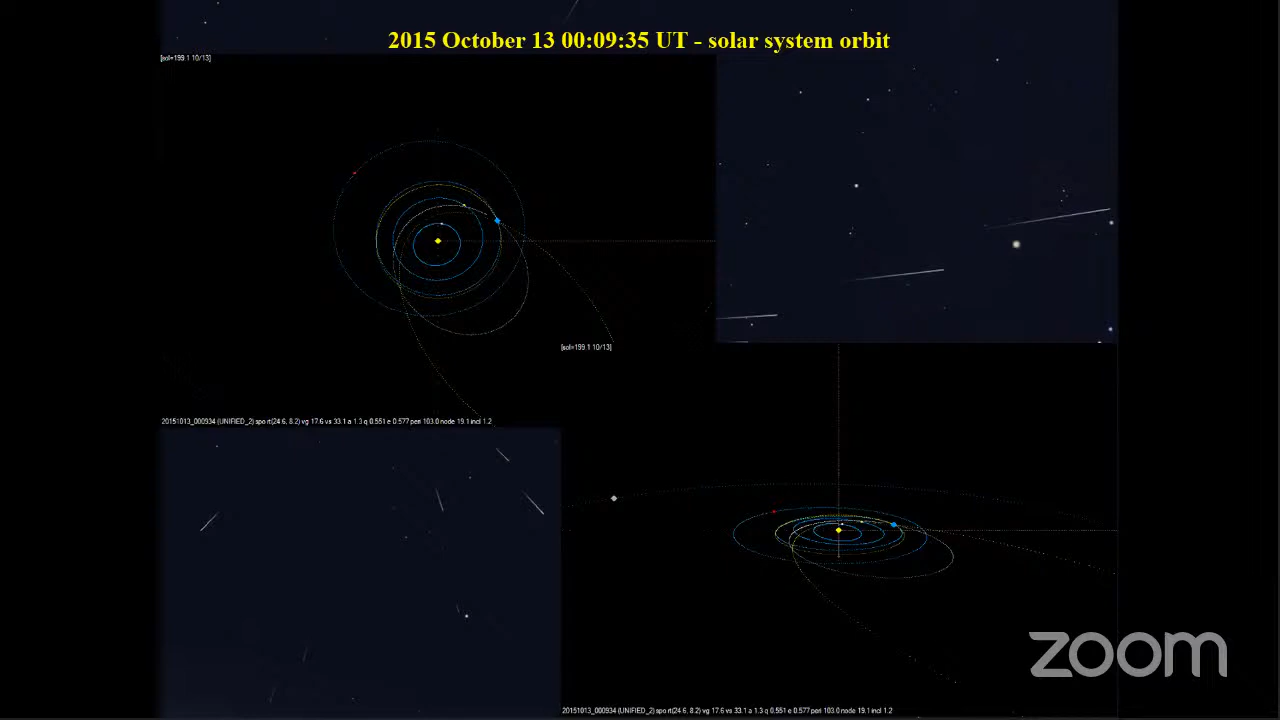 2015 October 13 00:09:35 UT - solar system orbit
[sol=199.1 10/13]
[sol=199.1 10/13]
20151013_000934 (UNIFIED_2) spo rt(24.6, 8.2) vg 17.6 vs 33.1 a 1.3 q 0.551 e 0.577 peri 103.0 node 19.1 incl 1.2
zoom
20151013_000934 (UNIFIED_2) spo rt(24.6, 8.2) vg 17.6 vs 33.1 a 1.3 q 0.551 e 0.577 peri 103.0 node 19.1 incl 1.2